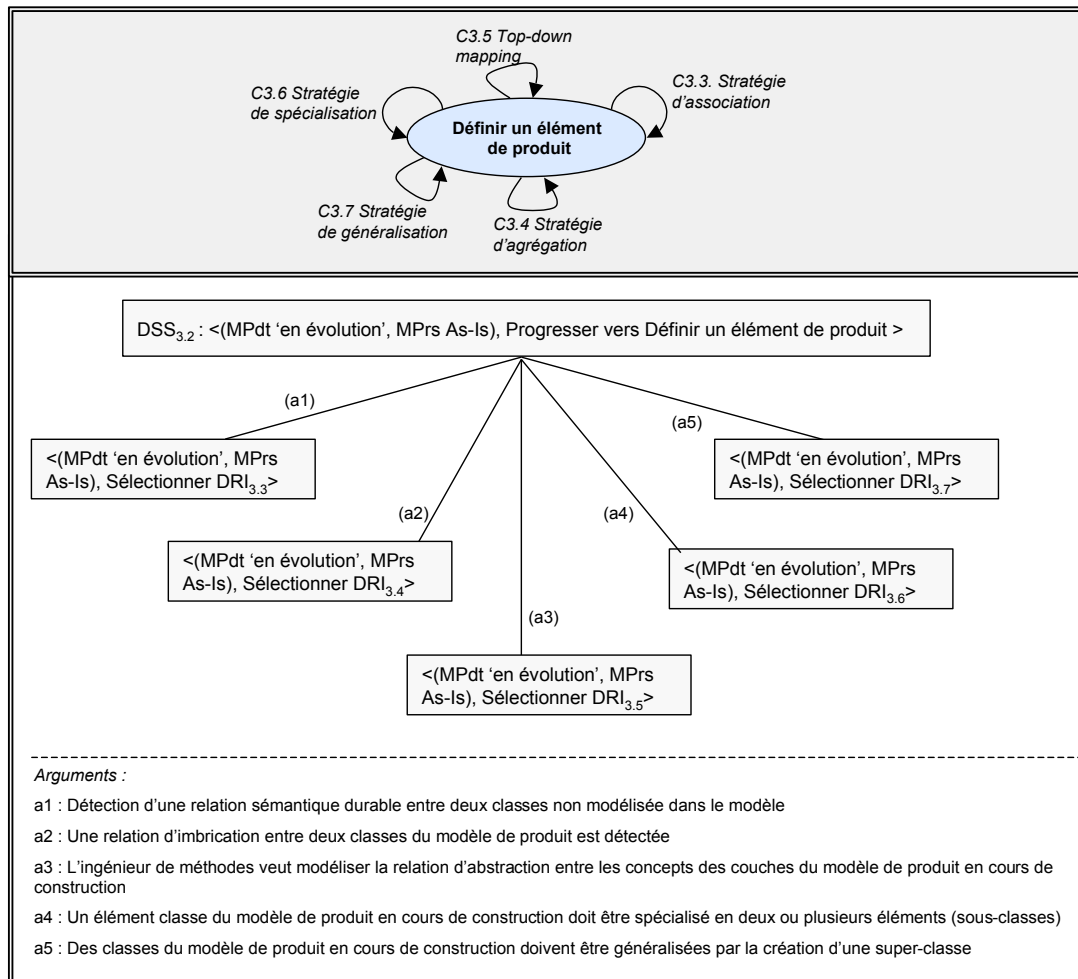 C3.5 Top-down
mapping
C3.6 Stratégie
de spécialisation
C3.3. Stratégie
d'association
Définir un élément
de produit
C3.7 Stratégie
de généralisation
C3.4 Stratégie
d'agrégation
DSS3.2 : <(MPdt ‘en évolution’, MPrs As-Is), Progresser vers Définir un élément de produit >
(a1)
(a5)
<(MPdt ‘en évolution’, MPrs
As-Is), Sélectionner DRI3.3>
<(MPdt ‘en évolution’, MPrs
As-Is), Sélectionner DRI3.7>
(a2)
(a4)
<(MPdt ‘en évolution’, MPrs
As-Is), Sélectionner DRI3.4>
<(MPdt ‘en évolution’, MPrs
As-Is), Sélectionner DRI3.6>
(a3)
<(MPdt ‘en évolution’, MPrs
As-Is), Sélectionner DRI3.5>
Arguments :
a1 : Détection d'une relation sémantique durable entre deux classes non modélisée dans le modèle
a2 : Une relation d'imbrication entre deux classes du modèle de produit est détectée
a3 : L'ingénieur de méthodes veut modéliser la relation d'abstraction entre les concepts des couches du modèle de produit en cours de
construction
a4 : Un élément classe du modèle de produit en cours de construction doit être spécialisé en deux ou plusieurs éléments (sous-classes)
a5 : Des classes du modèle de produit en cours de construction doivent être généralisées par la création d'une super-classe